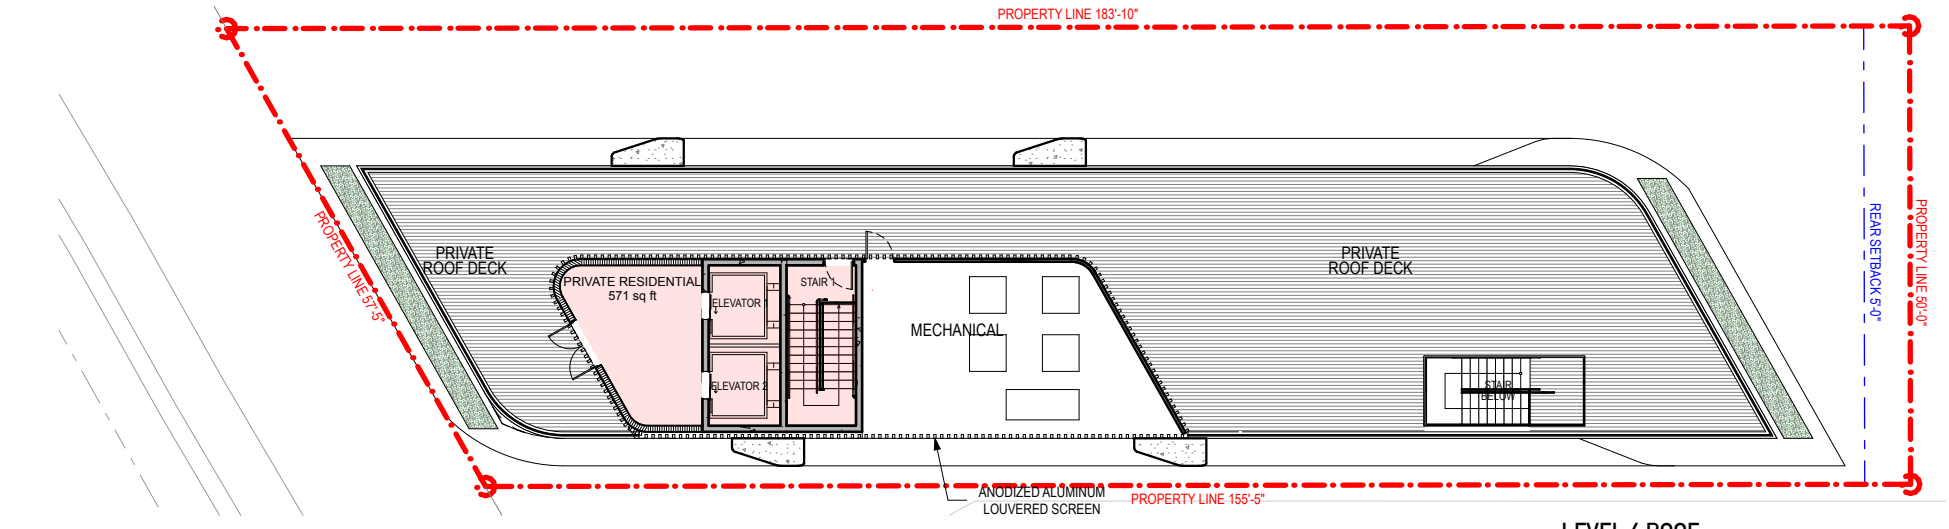 PROPERTY LINE 183'-10"
PROPERTY LINE 57'-5"
PRIVATE
ROOF DECK
PRIVATE RESIDENTIAL
571 sq ft
ELEVATOR 1
ELEVATOR 2
STAIR 1
MECHANICAL
PRIVATE
ROOF DECK
STAIR
BELOW
REAR SETBACK 5'-0"
PROPERTY LINE 50'-0"
ANODIZED ALUMINUM
LOUVERED SCREEN
PROPERTY LINE 155'-5"